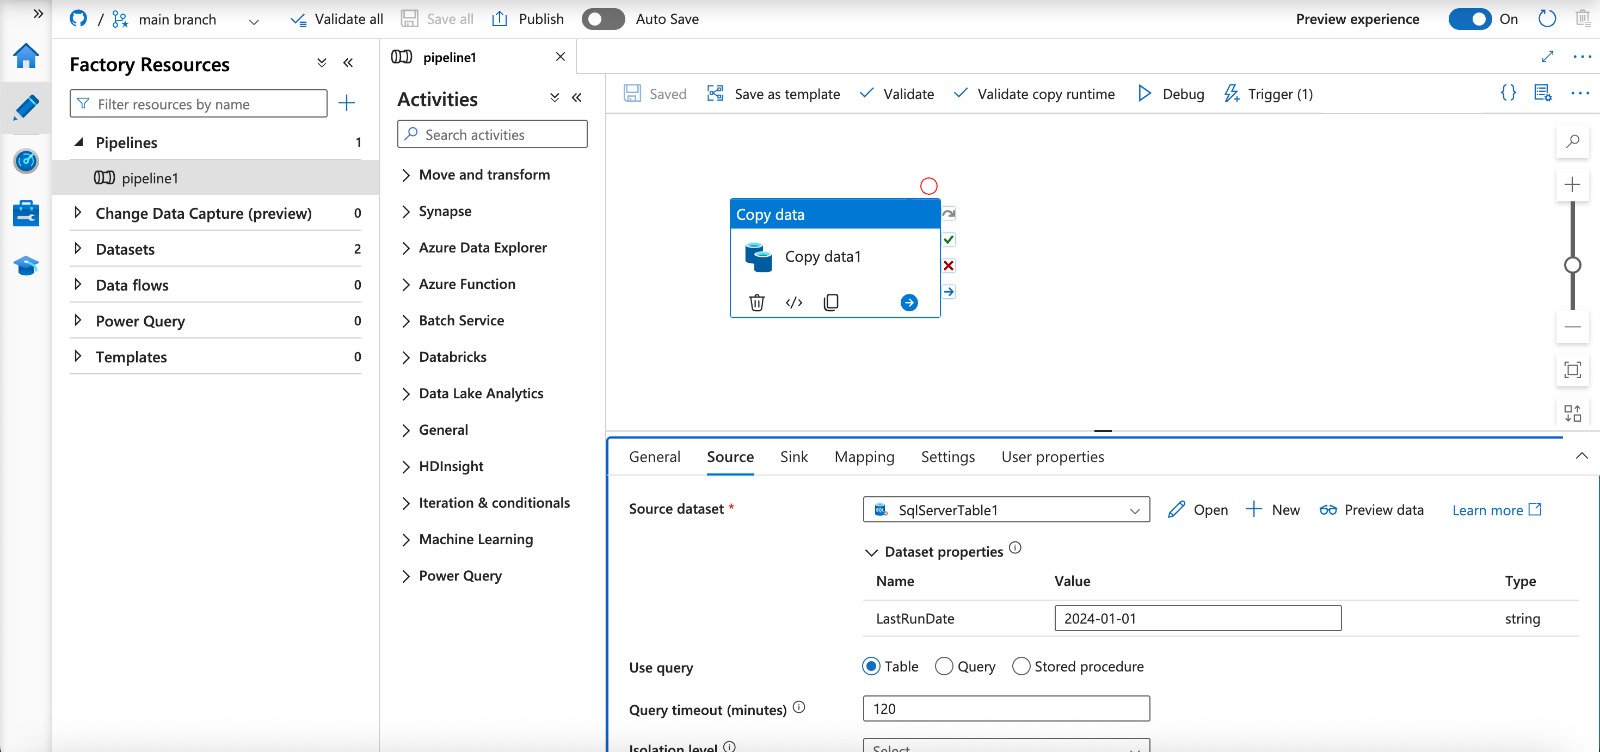 / main branch Validate all Save all Publish Auto Save Preview experience On
Factory Resources
Filter resources by name
Pipelines 1
pipeline1
Change Data Capture (preview) 0
Datasets 2
Data flows 0
Power Query 0
Templates 0
pipeline1
Activities
Search activities
Move and transform
Synapse
Azure Data Explorer
Azure Function
Batch Service
Databricks
Data Lake Analytics
General
HDInsight
Iteration & conditionals
Machine Learning
Power Query
Saved Save as template Validate Validate copy runtime Debug Trigger (1) {}
Copy data
Copy data1
</>
General Source Sink Mapping Settings User properties
Source dataset * SqlServerTable1 Open New Preview data Learn more
Dataset properties
Name Value Type
LastRunDate 2024-01-01 string
Use query Table Query Stored procedure
Query timeout (minutes) 120
Isolation level Select...